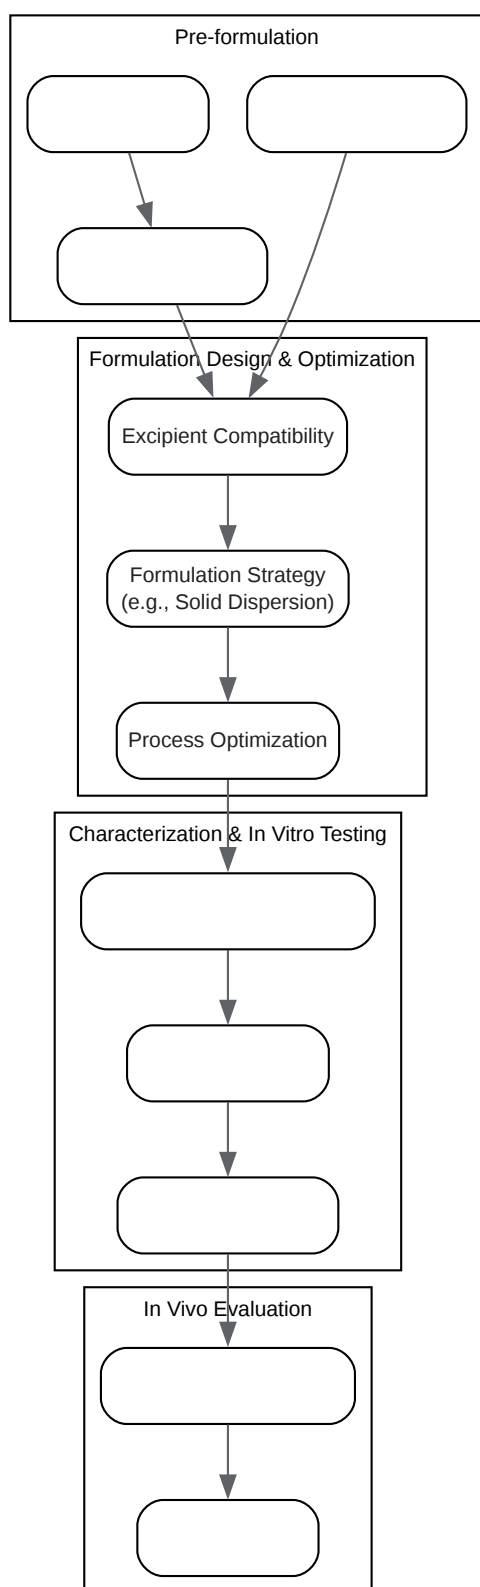 Pre-formulation
Formulation Design & Optimization
Excipient Compatibility
Formulation Strategy
(e.g., Solid Dispersion)
Process Optimization
Characterization & In Vitro Testing
In Vivo Evaluation